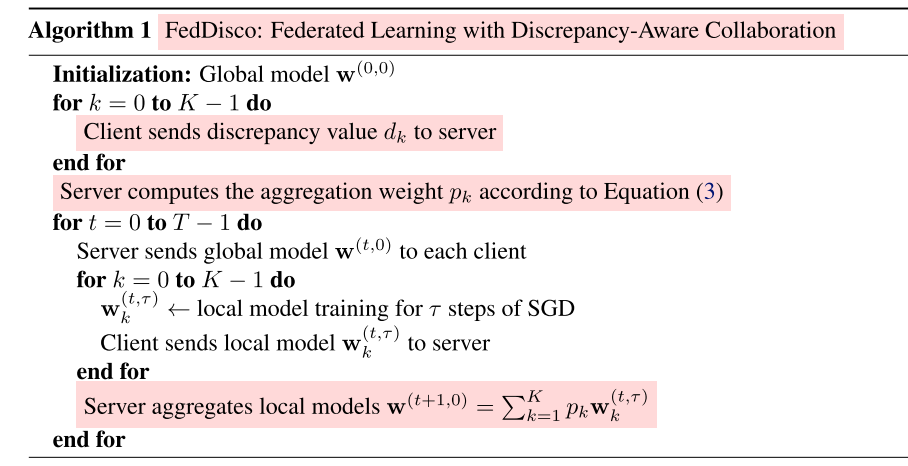 Algorithm 1 FedDisco: Federated Learning with Discrepancy-Aware Collaboration
Initialization: Global model $\mathbf{w}^{(0,0)}$
for $k = 0$ to $K - 1$ do
Client sends discrepancy value $d_k$ to server
end for
Server computes the aggregation weight $p_k$ according to Equation (3)
for $t = 0$ to $T - 1$ do
Server sends global model $\mathbf{w}^{(t,0)}$ to each client
for $k = 0$ to $K - 1$ do
$\mathbf{w}_k^{(t,\tau)} \leftarrow$ local model training for $\tau$ steps of SGD
Client sends local model $\mathbf{w}_k^{(t,\tau)}$ to server
end for
Server aggregates local models $\mathbf{w}^{(t+1,0)} = \sum_{k=1}^{K} p_k \mathbf{w}_k^{(t,\tau)}$
end for